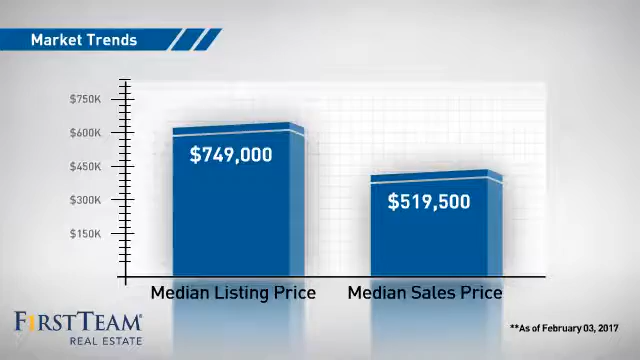 Market Trends
$750K
$600K
$450K
$300K
$150K
$749,000
$519,500
Median Listing Price
Median Sales Price
FIRSTTEAM®
REAL ESTATE
**As of February 03, 2017